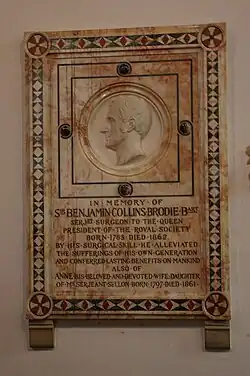 IN MEMORY OF
SIR BENJAMIN COLLINS BRODIE BART
SERJNT SURGEON TO THE QUEEN
PRESIDENT OF THE ROYAL SOCIETY
BORN 1783 DIED 1862
BY HIS SURGICAL SKILL HE ALLEVIATED
THE SUFFERINGS OF HIS OWN GENERATION
AND CONFERRED LASTING BENEFITS ON MANKIND
ALSO OF
ANNE HIS BELOVED AND DEVOTED WIFE DAUGHTER
OF MR SERJEANT SELLON BORN 1797 DIED 1861